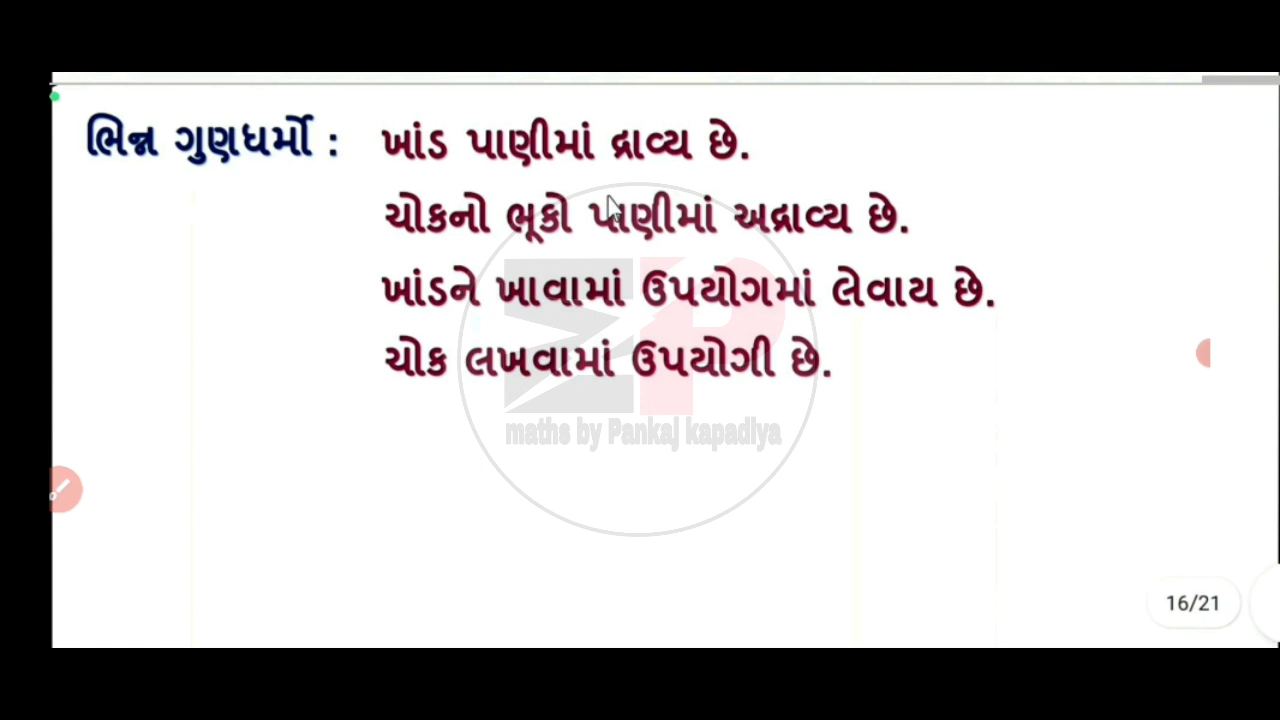 ભિન્ન ગુણધર્મો : ખાંડ પાણીમાં દ્રાવ્ય છે.
ચોકનો ભૂકો પાણીમાં અદ્રાવ્ય છે.
ખાંડને ખાવામાં ઉપયોગમાં લેવાય છે.
ચોક લખવામાં ઉપયોગી છે.
maths by Pankaj kapadiya
16/21